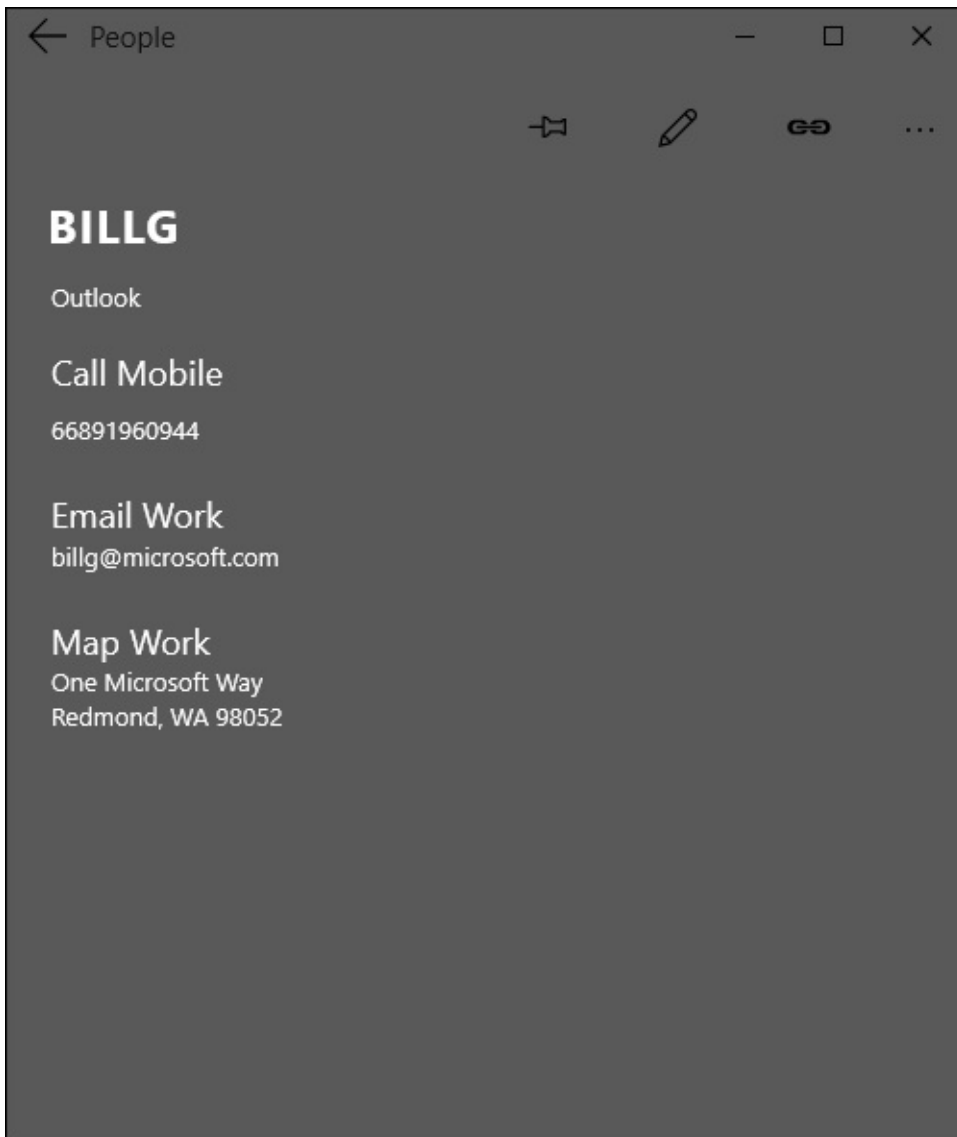 People
BILLG
Outlook
Call Mobile
66891960944
Email Work
billg@microsoft.com
Map Work
One Microsoft Way
Redmond, WA 98052